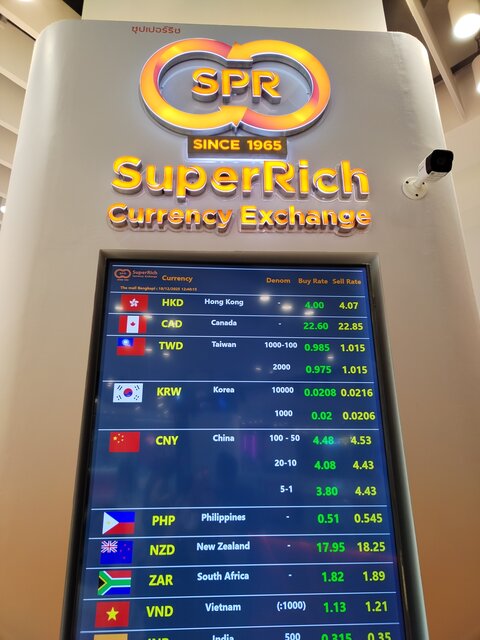 ซุปเปอร์ริช
SPR
SINCE 1965
SuperRich
Currency Exchange
SuperRich Currency Denom Buy Rate Sell Rate
HKD Hong Kong - 4.00 4.07
CAD Canada - 22.60 22.85
TWD Taiwan 1000-100 0.985 1.015
2000 0.975 1.015
KRW Korea 10000 0.0208 0.0216
1000 0.02 0.0206
CNY China 100 - 50 4.48 4.53
20-10 4.08 4.43
5-1 3.80 4.43
PHP Philippines - 0.51 0.545
NZD New Zealand - 17.95 18.25
ZAR South Africa - 1.82 1.89
VND Vietnam (:1000) 1.13 1.21
India 500 0.315 0.35